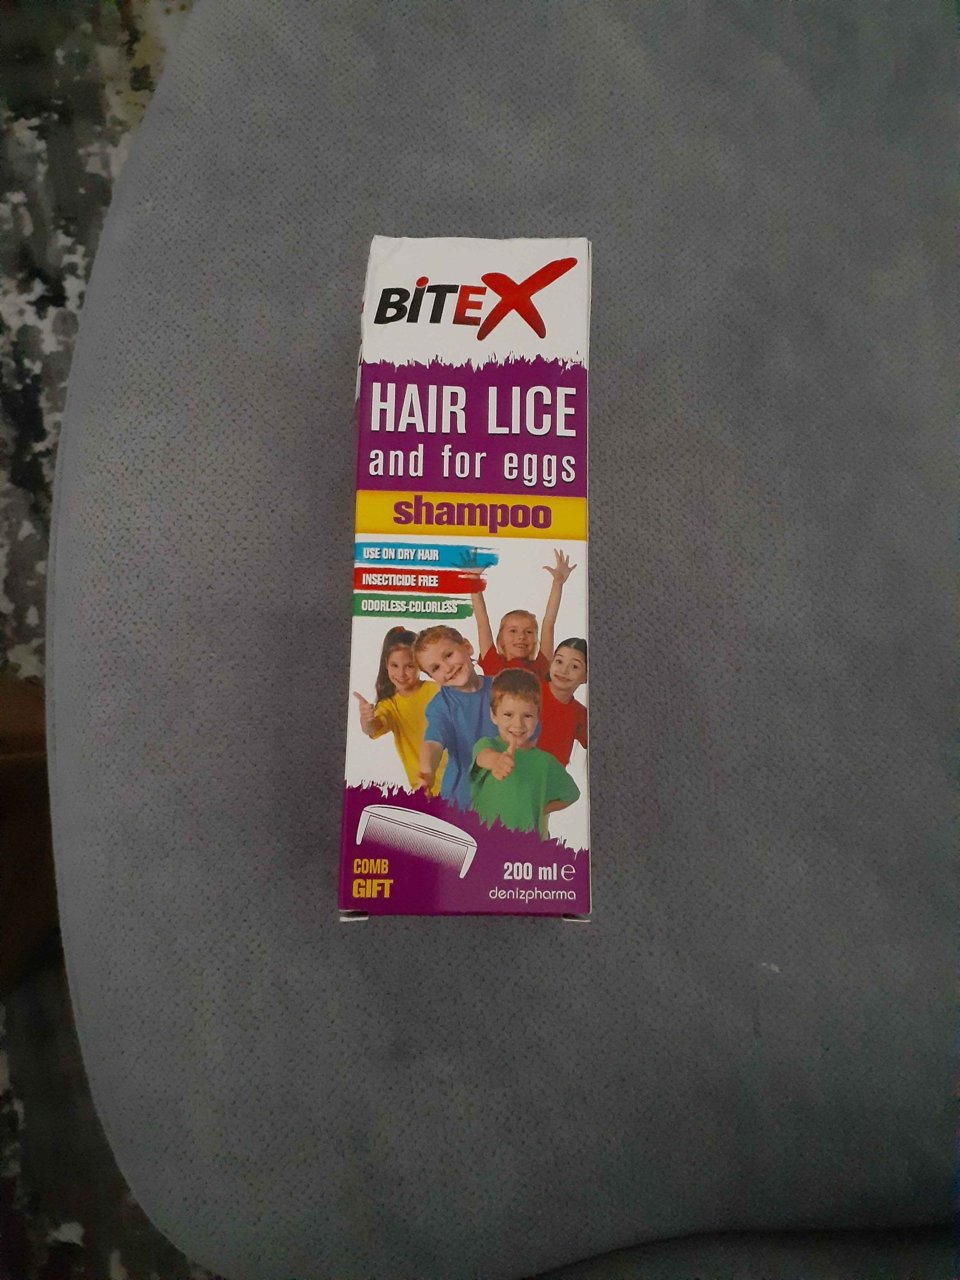 BiTEX
HAIR LICE
and for eggs
shampoo
USE ON DRY HAIR
INSECTICIDE FREE
ODORLESS-COLORLESS
COMB
GIFT
200 ml e
denizpharma